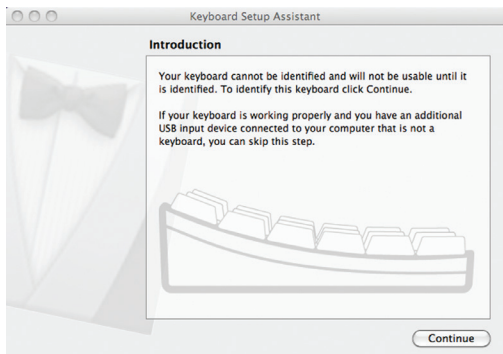 Keyboard Setup Assistant
Introduction
Your keyboard cannot be identified and will not be usable until it
is identified. To identify this keyboard click Continue.
If your keyboard is working properly and you have an additional
USB input device connected to your computer that is not a
keyboard, you can skip this step.
Continue